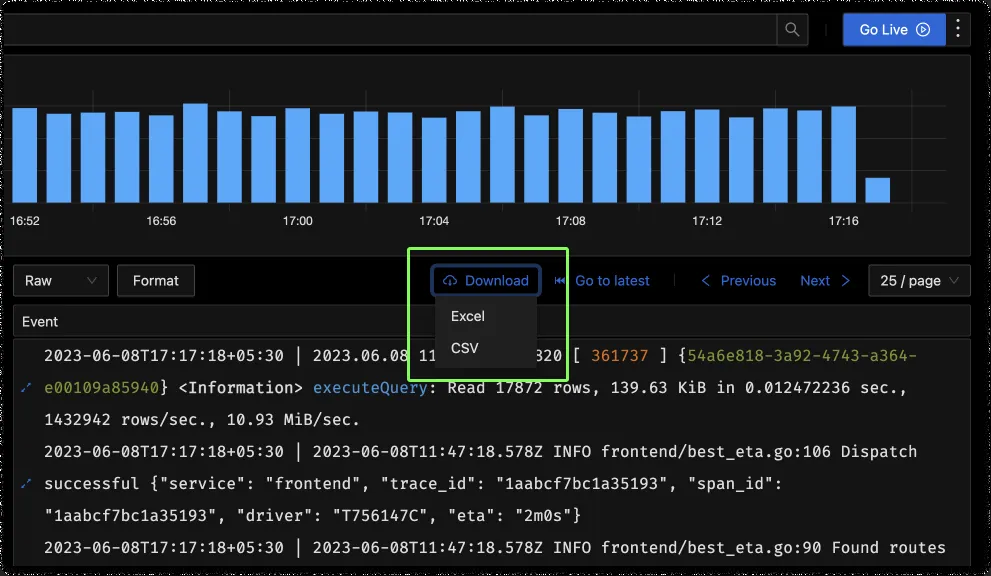 Go Live
16:52 16:56 17:00 17:04 17:08 17:12 17:16
Raw Format Download Go to latest Previous Next 25 / page
Excel
CSV
Event
2023-06-08T17:17:18+05:30 | 2023.06.08 11 820 [ 361737 ] {54a6e818-3a92-4743-a364-
e00109a85940} <Information> executeQuery: Read 17872 rows, 139.63 KiB in 0.012472236 sec.,
1432942 rows/sec., 10.93 MiB/sec.
2023-06-08T17:17:18+05:30 | 2023-06-08T11:47:18.578Z INFO frontend/best_eta.go:106 Dispatch
successful {"service": "frontend", "trace_id": "1aabcf7bc1a35193", "span_id":
"1aabcf7bc1a35193", "driver": "T756147C", "eta": "2m0s"}
2023-06-08T17:17:18+05:30 | 2023-06-08T11:47:18.578Z INFO frontend/best_eta.go:90 Found routes